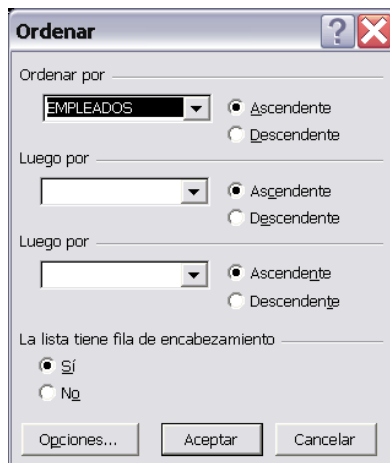 Ordenar
Ordenar por
EMPLEADOS
Ascendente
Descendente
Luego por
Ascendente
Descendente
Luego por
Ascendente
Descendente
La lista tiene fila de encabezamiento
Sí
No
Opciones... Aceptar Cancelar